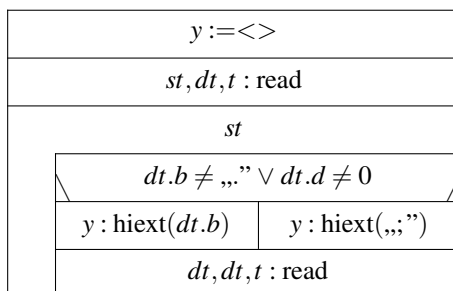 y := <>
st, dt, t : read
st
dt.b ≠ „.” ∨ dt.d ≠ 0
y : hiext(dt.b) y : hiext(„;”)
dt, dt, t : read